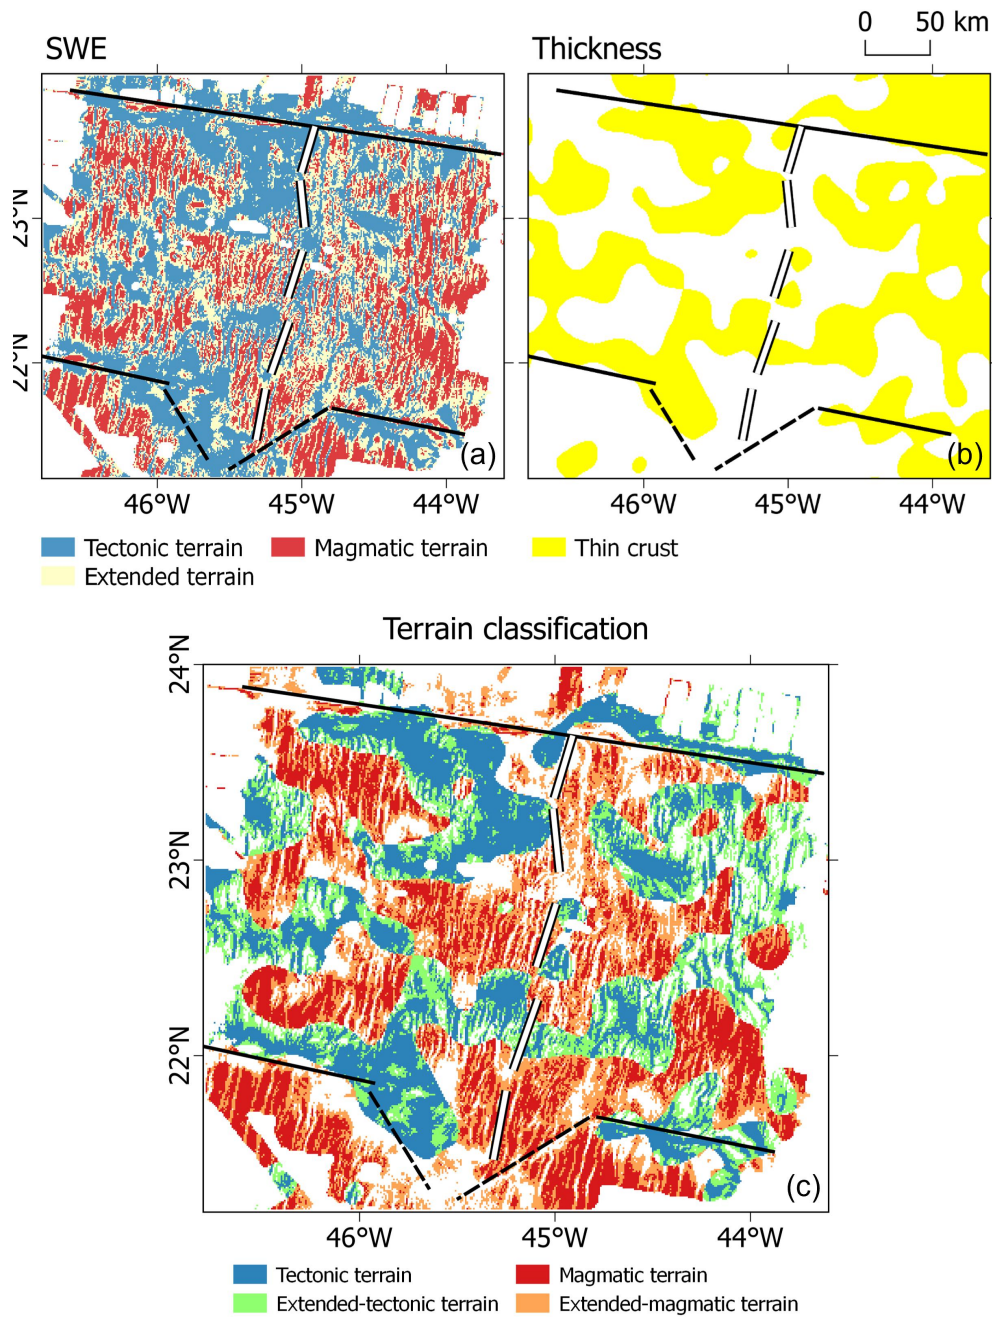 0 50 km
SWE
Thickness
23°N
22°N
(a)
(b)
46°W 45°W 44°W
46°W 45°W 44°W
Tectonic terrain
Magmatic terrain
Thin crust
Extended terrain
Terrain classification
24°N
23°N
22°N
(c)
46°W 45°W 44°W
Tectonic terrain
Magmatic terrain
Extended-tectonic terrain
Extended-magmatic terrain